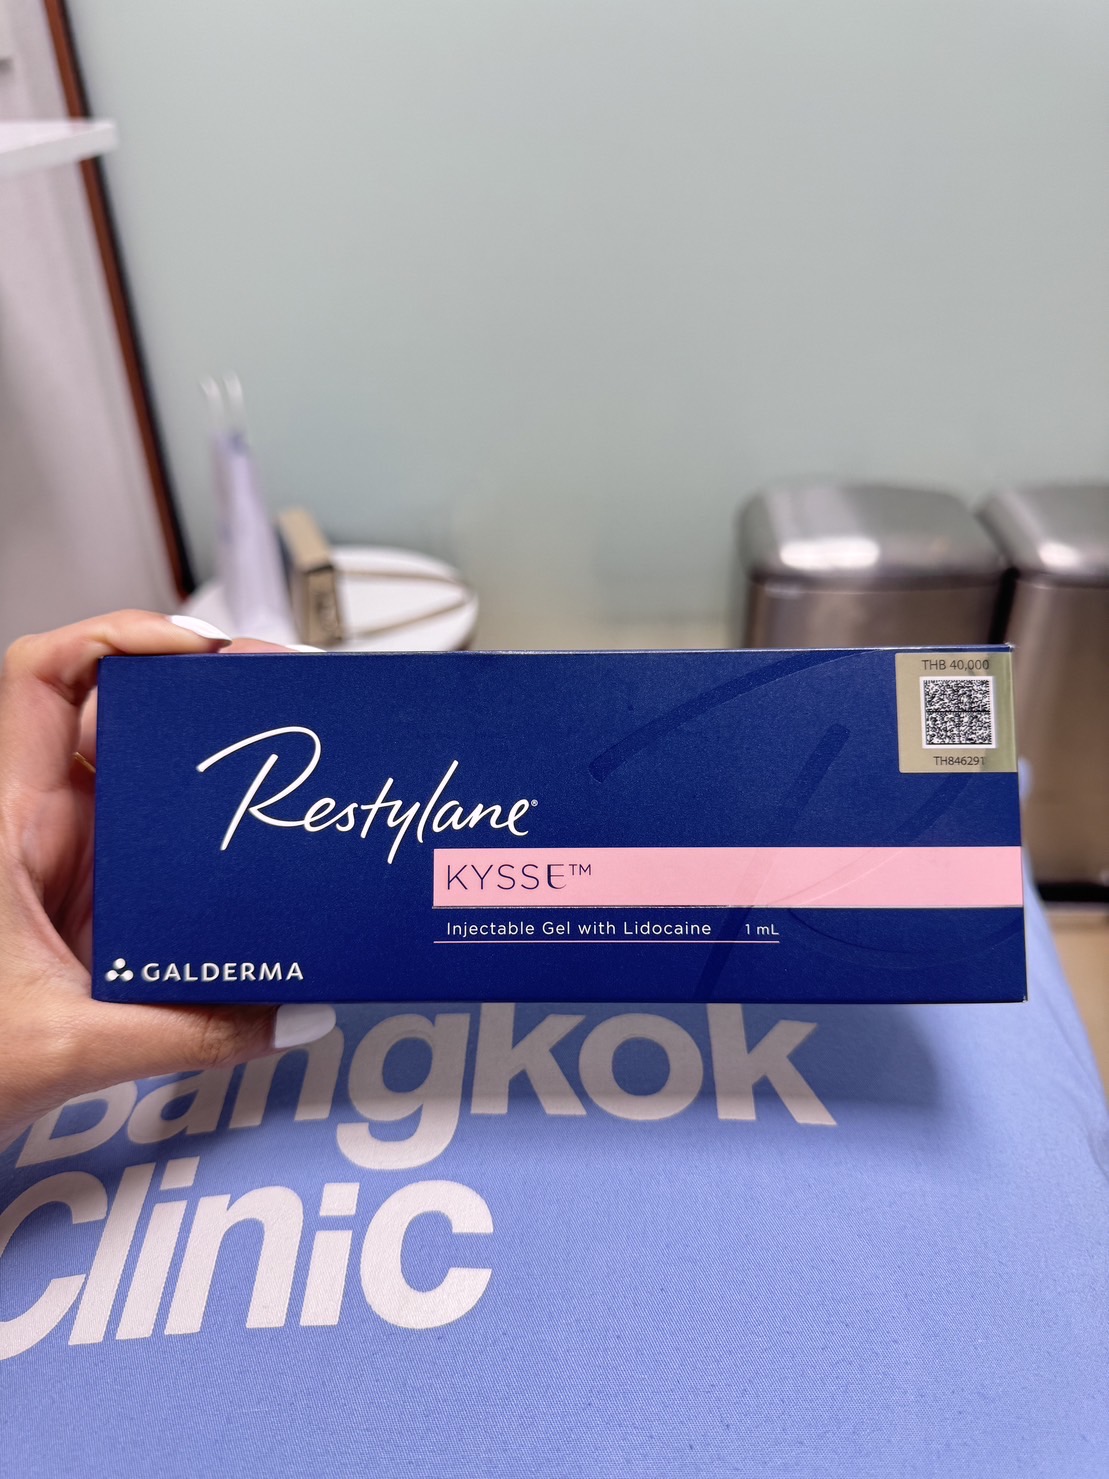 THB 40,000
TH846291
Restylane®
KYSSE™
Injectable Gel with Lidocaine 1 mL
GALDERMA
Bangkok
Clinic